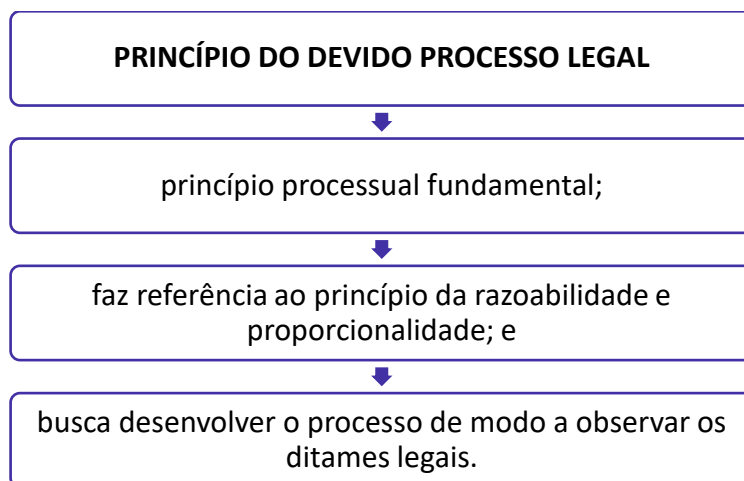 PRINCÍPIO DO DEVIDO PROCESSO LEGAL
princípio processual fundamental;
faz referência ao princípio da razoabilidade e
proporcionalidade; e
busca desenvolver o processo de modo a observar os
ditames legais.